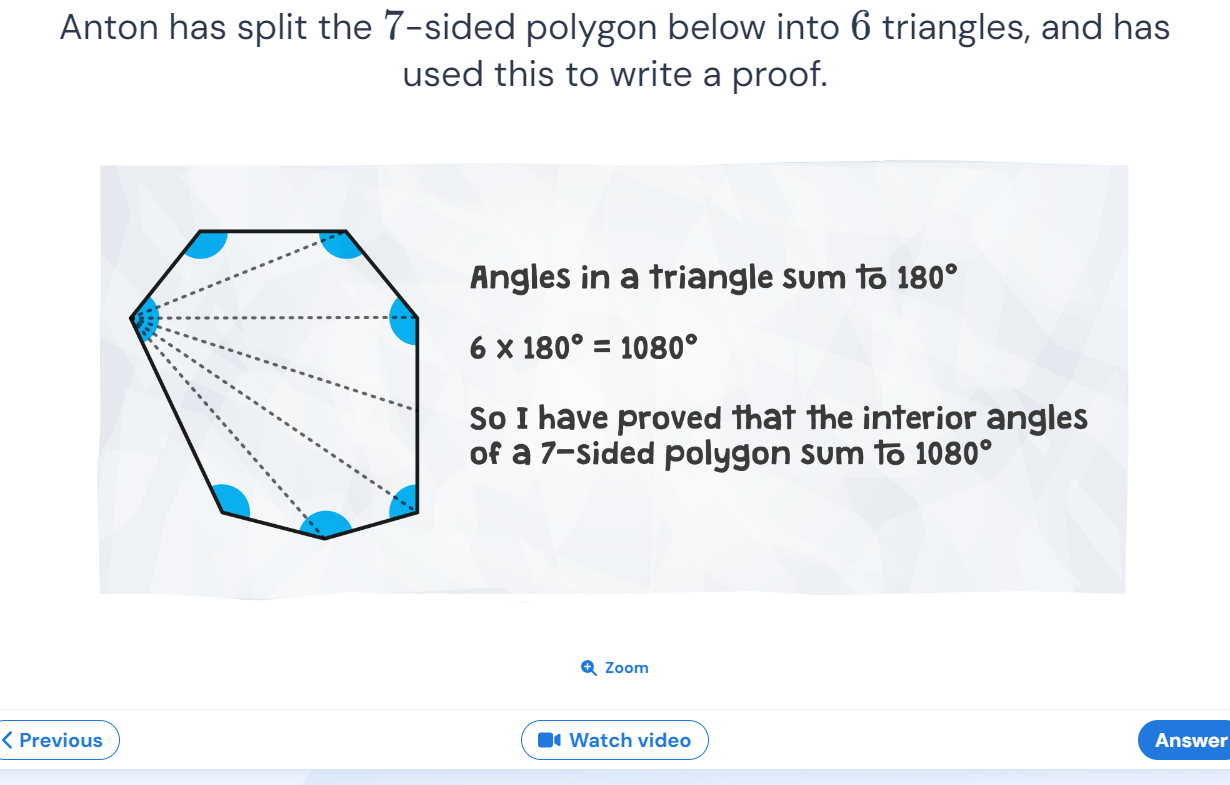 Anton has split the 7-sided polygon below into 6 triangles, and has
used this to write a proof.
Angles in a triangle sum to 180°
6 x 180° = 1080°
So I have proved that the interior angles
of a 7-sided polygon sum to 1080°
Zoom
Previous
Watch video
Answer